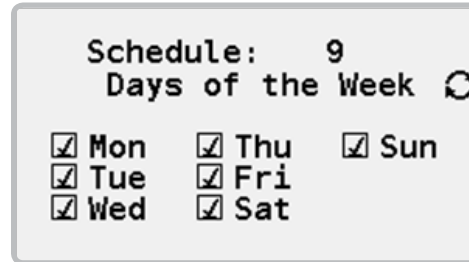 Schedule: 9
Days of the Week
☑ Mon ☑ Thu ☑ Sun
☑ Tue ☑ Fri
☑ Wed ☑ Sat